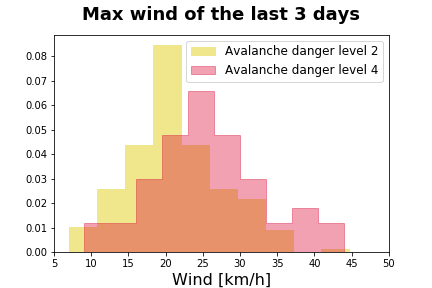 Max wind of the last 3 days
Avalanche danger level 2
Avalanche danger level 4
0.08
0.07
0.06
0.05
0.04
0.03
0.02
0.01
0.00
5 10 15 20 25 30 35 40 45 50
Wind [km/h]